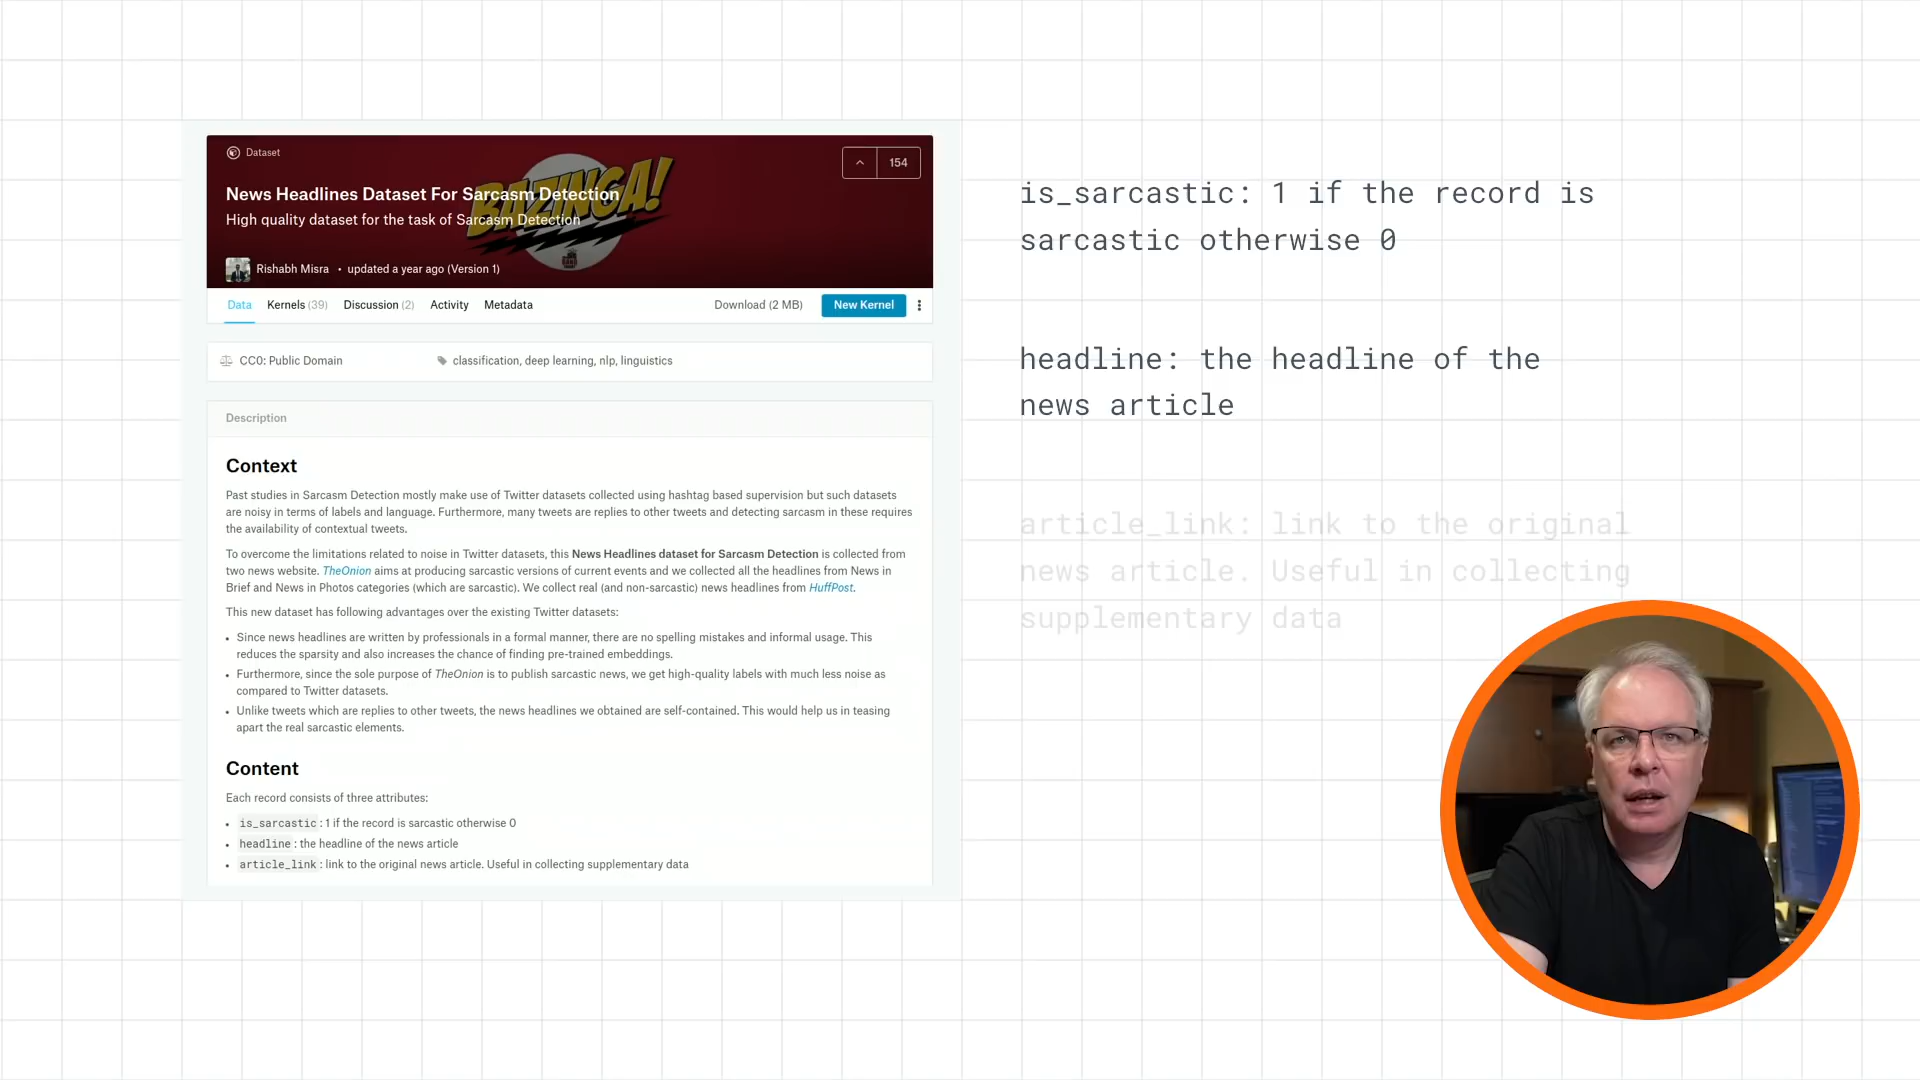 Dataset
154
BAZINGA!
News Headlines Dataset For Sarcasm Detection
High quality dataset for the task of Sarcasm Detection
Rishabh Misra • updated a year ago (Version 1)
Data Kernels (39) Discussion (2) Activity Metadata Download (2 MB) New Kernel
CC0: Public Domain classification, deep learning, nlp, linguistics
Description
Context
Past studies in Sarcasm Detection mostly make use of Twitter datasets collected using hashtag based supervision but such datasets
are noisy in terms of labels and language. Furthermore, many tweets are replies to other tweets and detecting sarcasm in these requires
the availability of contextual tweets.
To overcome the limitations related to noise in Twitter datasets, this News Headlines dataset for Sarcasm Detection is collected from
two news website. TheOnion aims at producing sarcastic versions of current events and we collected all the headlines from News in
Brief and News in Photos categories (which are sarcastic). We collect real (and non-sarcastic) news headlines from HuffPost.
This new dataset has following advantages over the existing Twitter datasets:
• Since news headlines are written by professionals in a formal manner, there are no spelling mistakes and informal usage. This
reduces the sparsity and also increases the chance of finding pre-trained embeddings.
• Furthermore, since the sole purpose of TheOnion is to publish sarcastic news, we get high-quality labels with much less noise as
compared to Twitter datasets.
• Unlike tweets which are replies to other tweets, the news headlines we obtained are self-contained. This would help us in teasing
apart the real sarcastic elements.
Content
Each record consists of three attributes:
• is_sarcastic : 1 if the record is sarcastic otherwise 0
• headline : the headline of the news article
• article_link : link to the original news article. Useful in collecting supplementary data
is_sarcastic: 1 if the record is
sarcastic otherwise 0
headline: the headline of the
news article
article_link: link to the original
news article. Useful in collecting
supplementary data